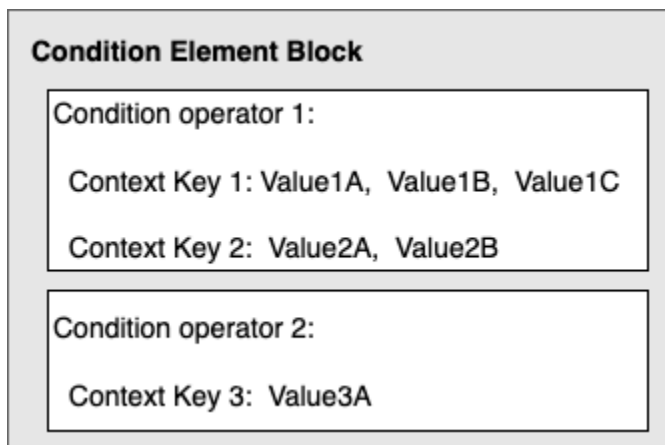 Condition Element Block
Condition operator 1:
Context Key 1: Value1A, Value1B, Value1C
Context Key 2: Value2A, Value2B
Condition operator 2:
Context Key 3: Value3A